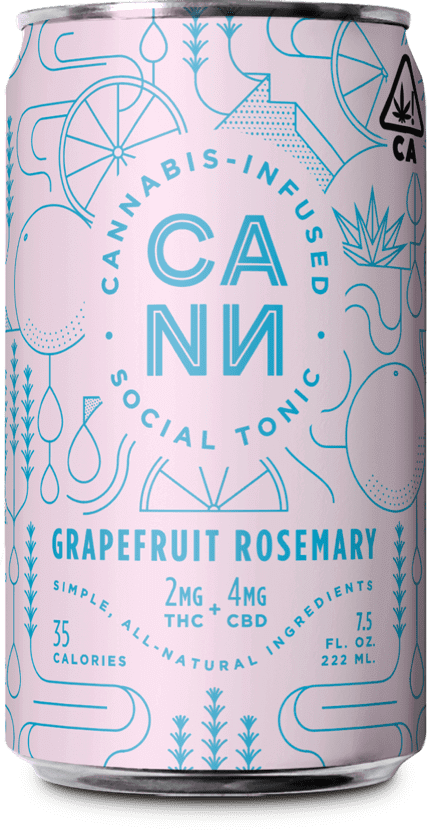 CANNABIS-INFUSED
CA
NN
SOCIAL TONIC
CA
GRAPEFRUIT ROSEMARY
SIMPLE, ALL-NATURAL INGREDIENTS
2MG THC + 4MG CBD
35
CALORIES
7.5
FL. OZ.
222 ML.